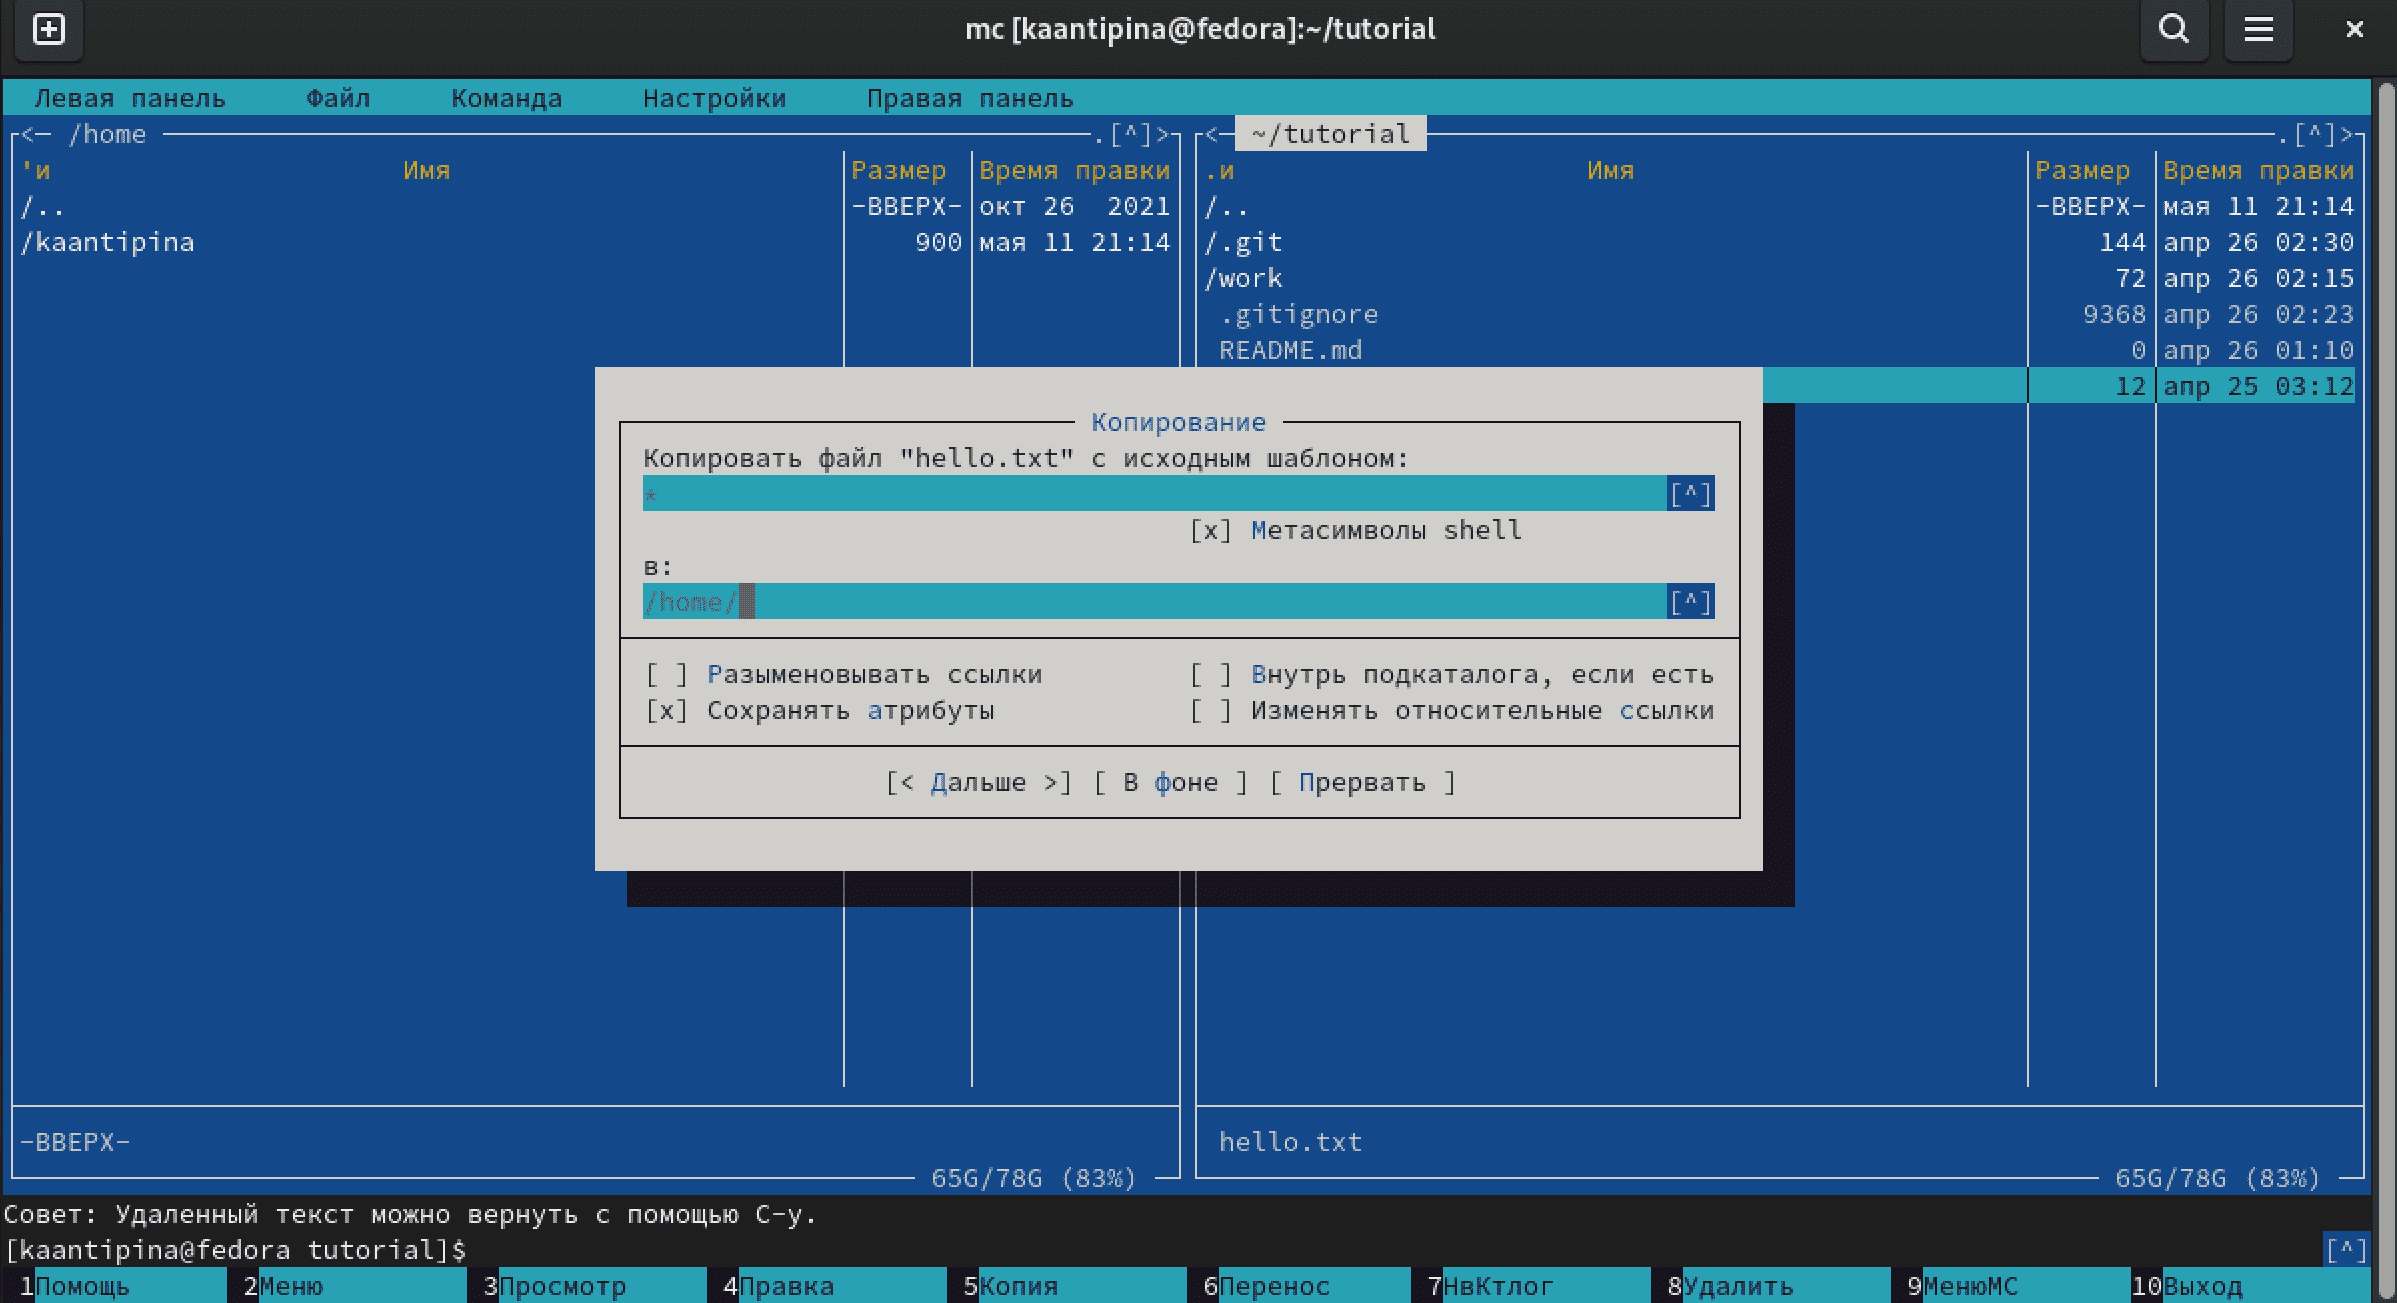 mc [kaantipina@fedora]:~/tutorial
Левая панель Файл Команда Настройки Правая панель
<─ /home .[^]> <─ ~/tutorial .[^]>
'и Имя Размер Время правки .и Имя Размер Время правки
/.. -ВВЕРХ- окт 26 2021 /.. -ВВЕРХ- мая 11 21:14
/kaantipina 900 мая 11 21:14 /.git 144 апр 26 02:30
/work 72 апр 26 02:15
.gitignore 9368 апр 26 02:23
README.md 0 апр 26 01:10
12 апр 25 03:12
Копирование
Копировать файл "hello.txt" с исходным шаблоном:
* [^]
[x] Метасимволы shell
в:
/home/ [^]
[ ] Разыменовывать ссылки [ ] Внутрь подкаталога, если есть
[x] Сохранять атрибуты [ ] Изменять относительные ссылки
[< Дальше >] [ В фоне ] [ Прервать ]
-ВВЕРХ- hello.txt
65G/78G (83%) 65G/78G (83%)
Совет: Удаленный текст можно вернуть с помощью C-y.
[kaantipina@fedora tutorial]$ [^]
1Помощь 2Меню 3Просмотр 4Правка 5Копия 6Перенос 7НвКтлог 8Удалить 9МенюМС 10Выход